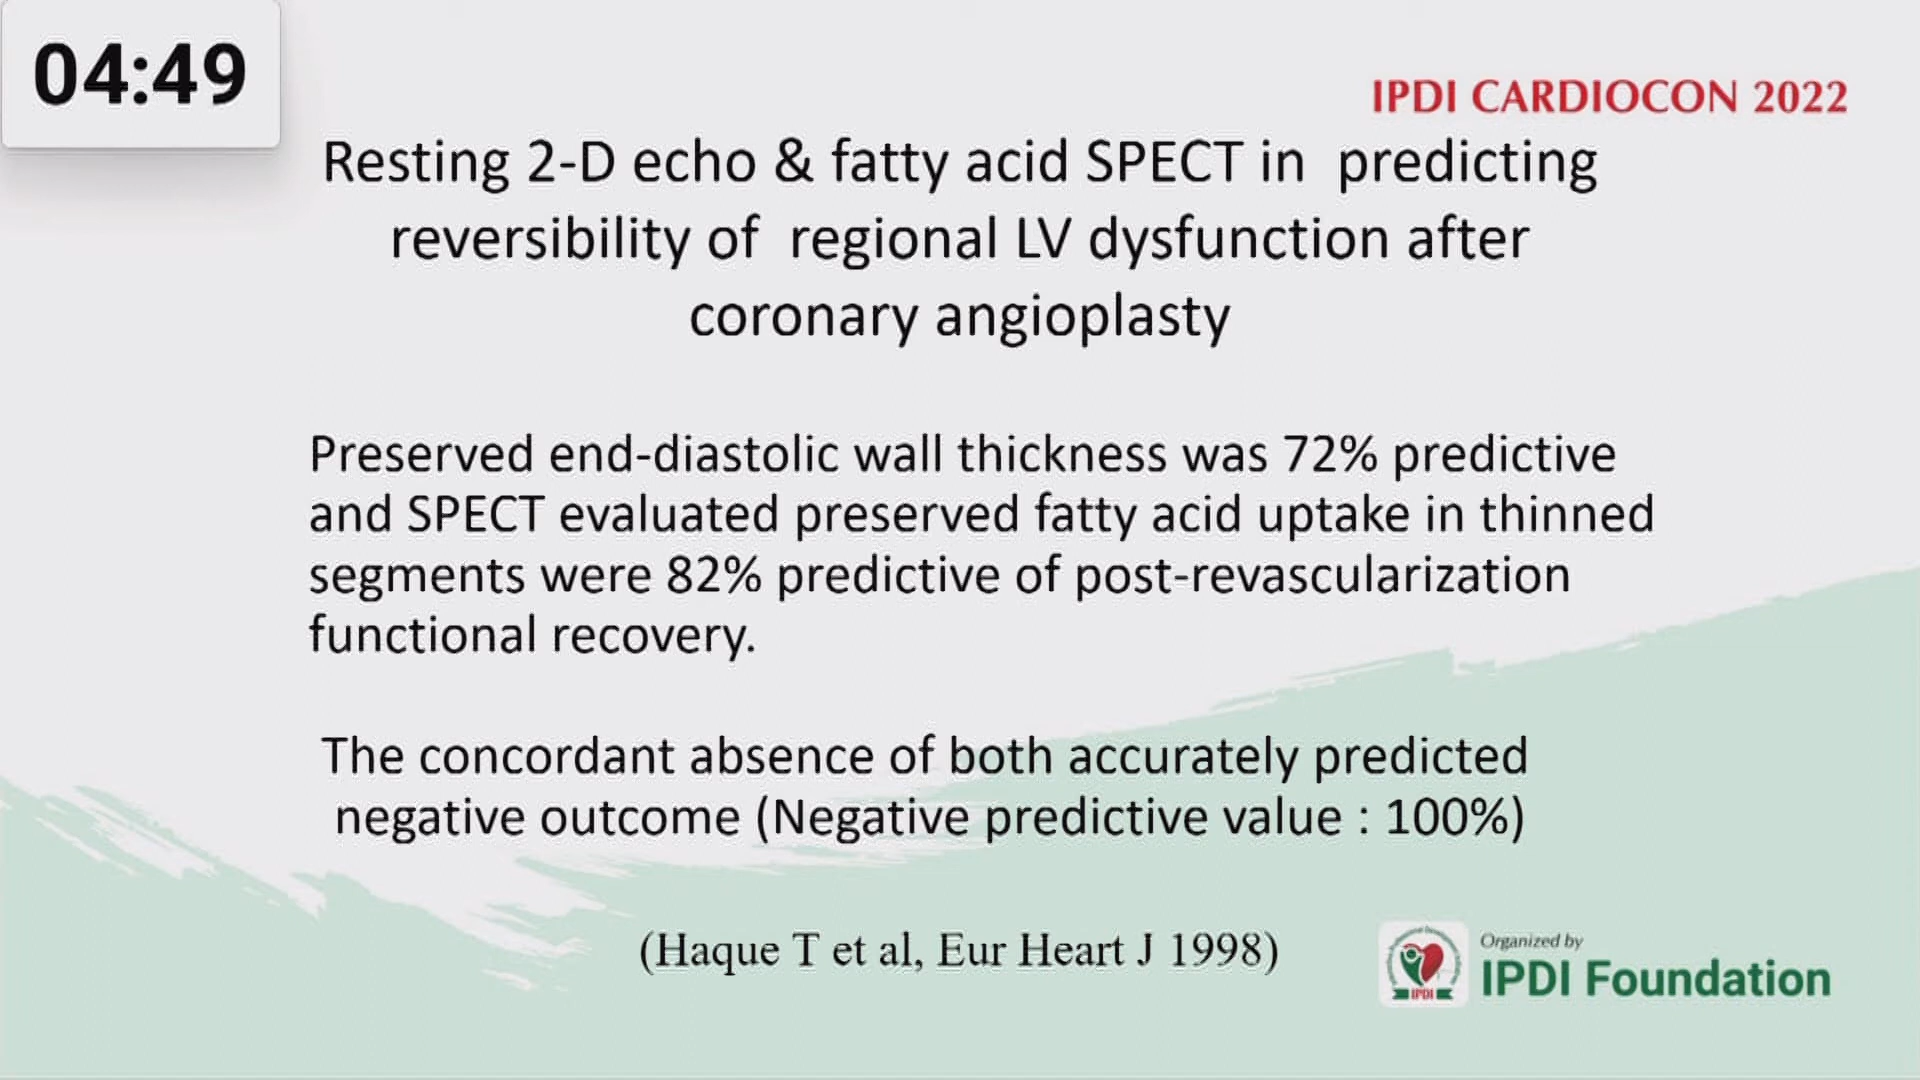 04:49
IPDI CARDIOCON 2022
Resting 2-D echo & fatty acid SPECT in predicting
reversibility of regional LV dysfunction after
coronary angioplasty
Preserved end-diastolic wall thickness was 72% predictive
and SPECT evaluated preserved fatty acid uptake in thinned
segments were 82% predictive of post-revascularization
functional recovery.
The concordant absence of both accurately predicted
negative outcome (Negative predictive value : 100%)
(Haque T et al, Eur Heart J 1998)
Organized by
IPDI Foundation
IPDI